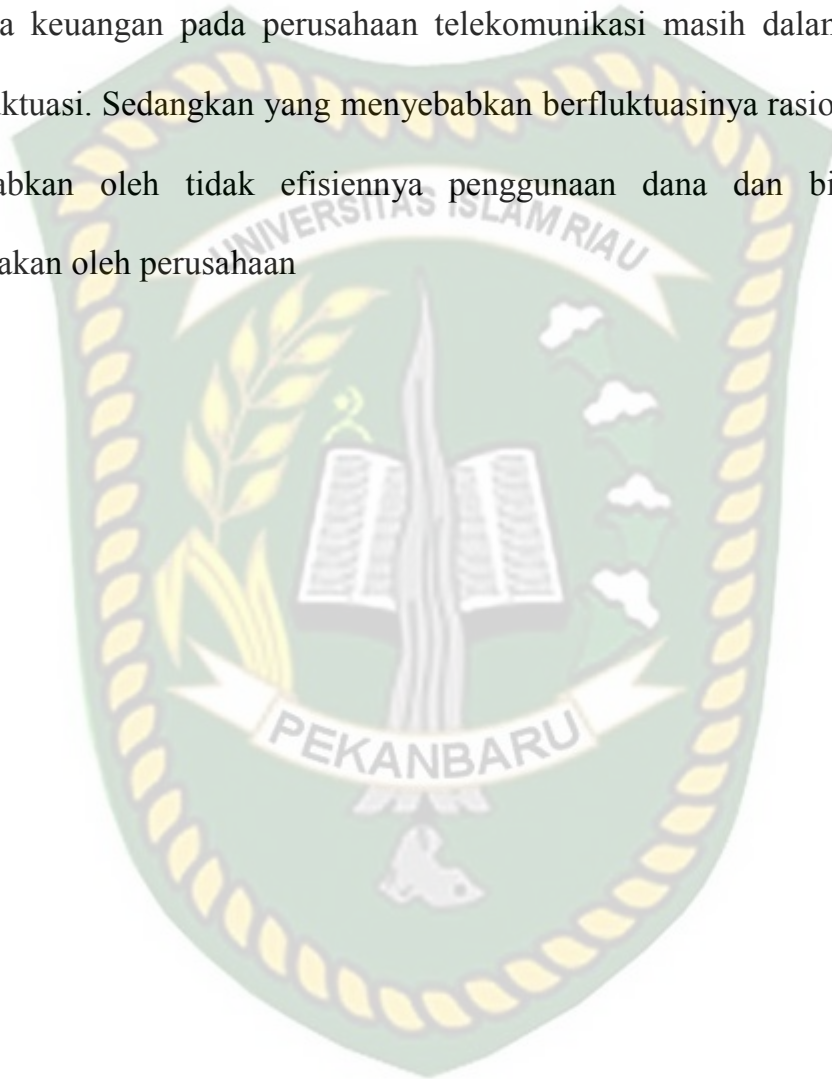 a keuangan pada perusahaan telekomunikasi masih dalam
uktuasi. Sedangkan yang menyebabkan berfluktuasinya rasio
abkan oleh tidak efisiennya penggunaan dana dan bi
akan oleh perusahaan
UNIVERSITAS ISLAM RIAU
PEKANBARU